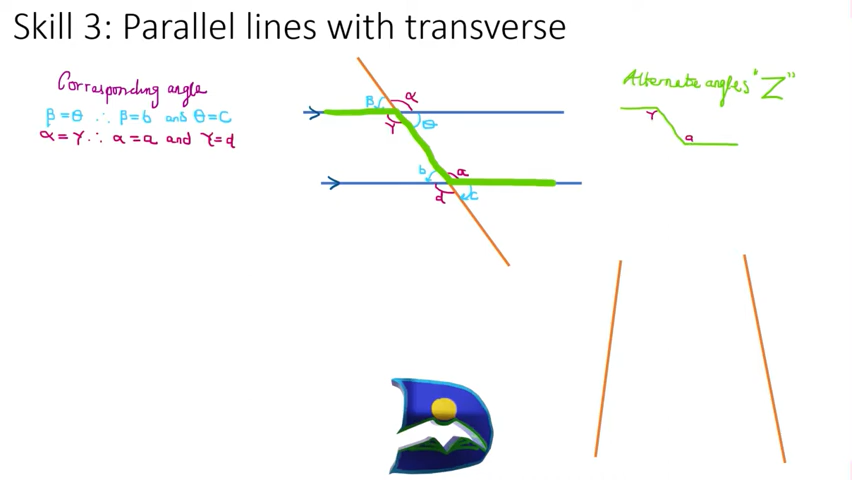 Skill 3: Parallel lines with transverse
Corresponding angle
β = θ ∴ β = b and θ = c
α = γ ∴ α = a and γ = d
β α
γ θ
b a
d c
Alternate angles "Z"
γ
a